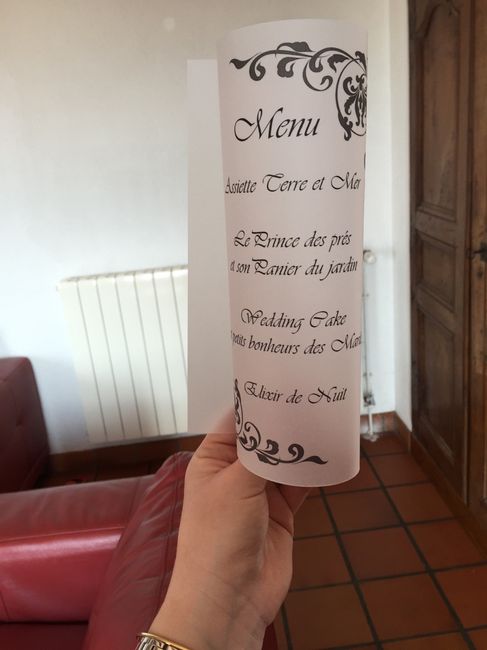 Menu
Assiette Terre et Mer
Le Prince des prés
et son Panier du jardin
Wedding Cake
petits bonheurs des
Elixir de Nuit